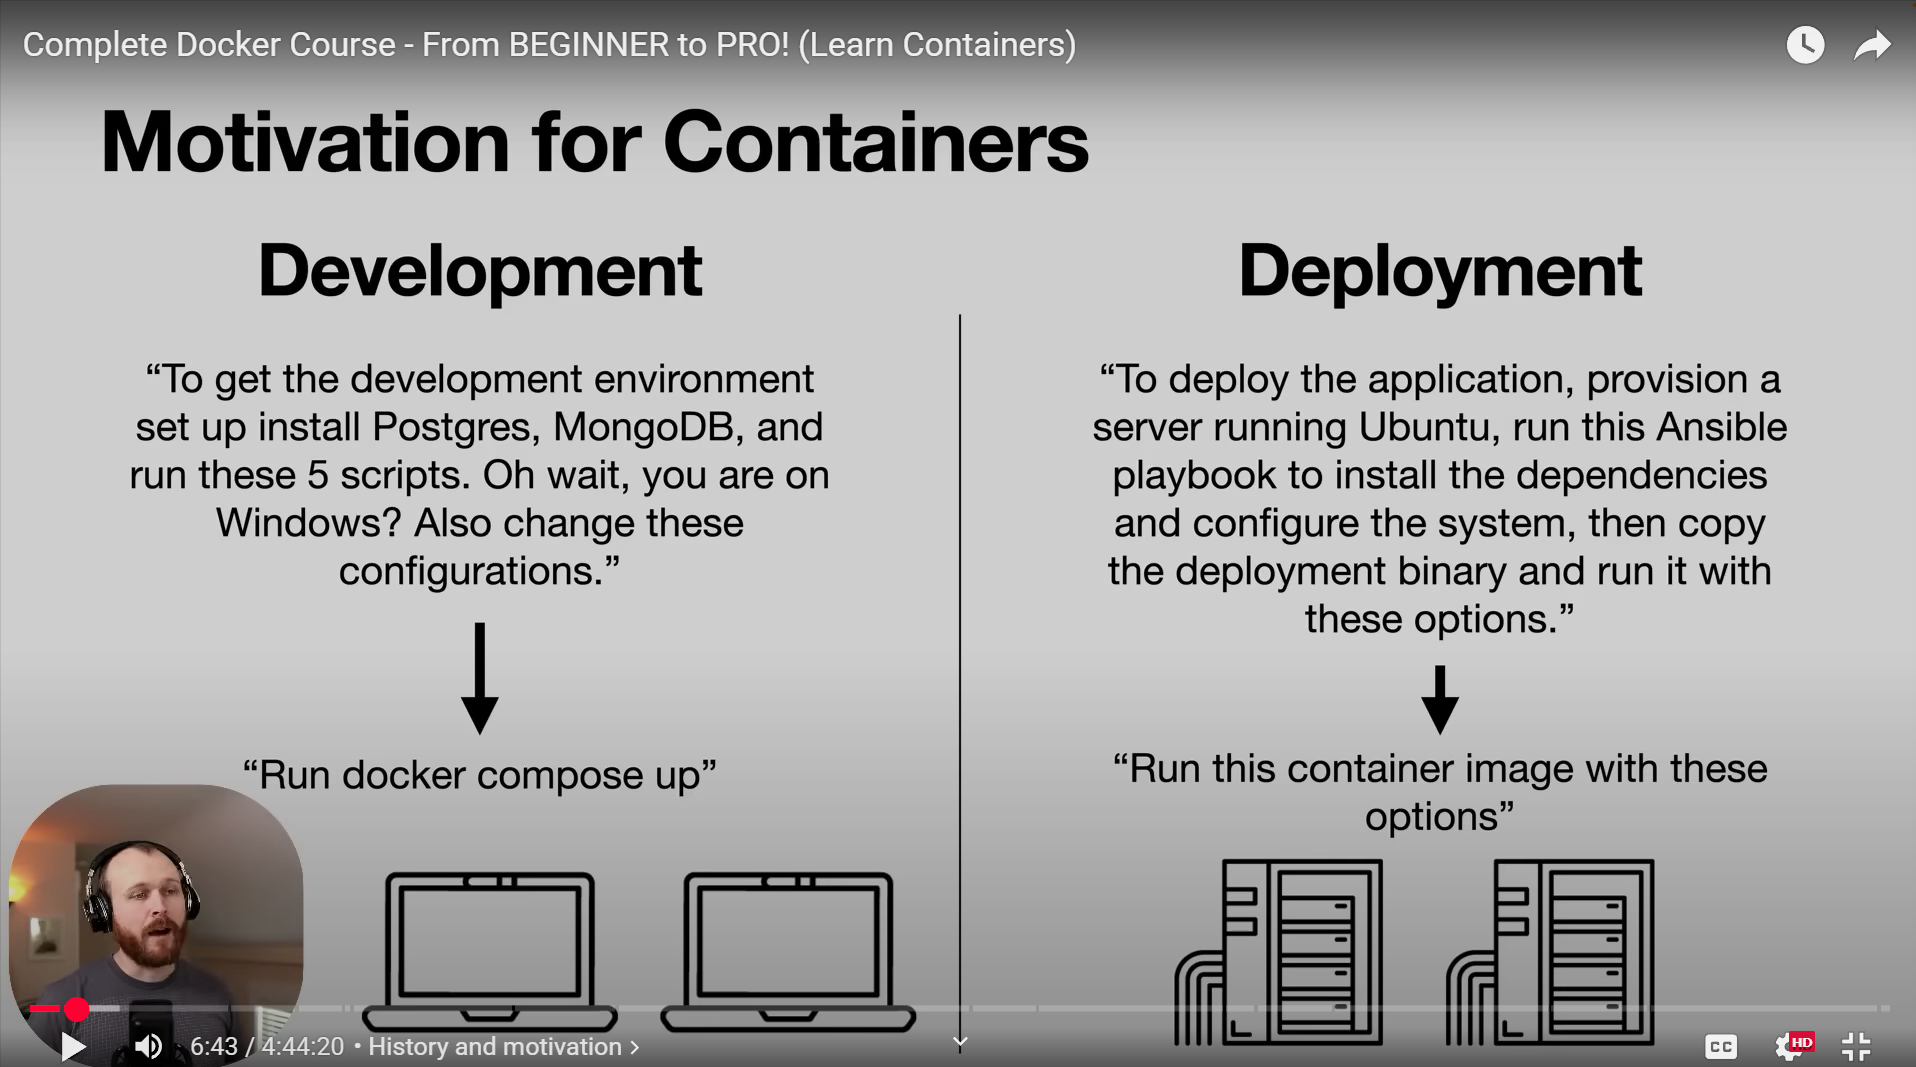 Complete Docker Course - From BEGINNER to PRO! (Learn Containers)
Motivation for Containers
Development
“To get the development environment
set up install Postgres, MongoDB, and
run these 5 scripts. Oh wait, you are on
Windows? Also change these
configurations.”
“Run docker compose up”
Deployment
“To deploy the application, provision a
server running Ubuntu, run this Ansible
playbook to install the dependencies
and configure the system, then copy
the deployment binary and run it with
these options.”
“Run this container image with these
options”
6:43 / 4:44:20 • History and motivation
CC
HD